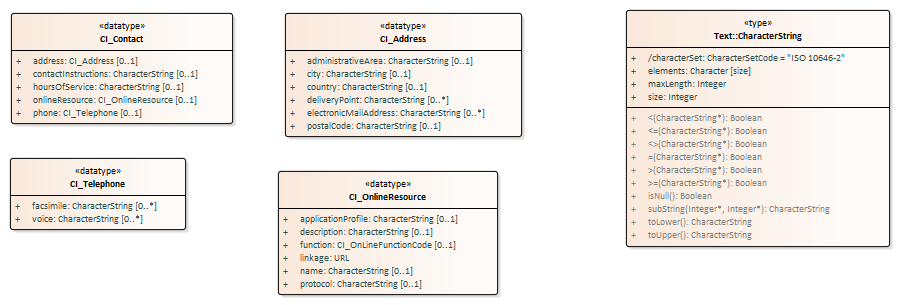 «datatype»
CI_Contact
+ address: CI_Address [0..1]
+ contactInstructions: CharacterString [0..1]
+ hoursOfService: CharacterString [0..1]
+ onlineResource: CI_OnlineResource [0..1]
+ phone: CI_Telephone [0..1]
«datatype»
CI_Address
+ administrativeArea: CharacterString [0..1]
+ city: CharacterString [0..1]
+ country: CharacterString [0..1]
+ deliveryPoint: CharacterString [0..*]
+ electronicMailAddress: CharacterString [0..*]
+ postalCode: CharacterString [0..1]
«type»
Text::CharacterString
+ /characterSet: CharacterSetCode = "ISO 10646-2"
+ elements: Character [size]
+ maxLength: Integer
+ size: Integer
+ <(CharacterString*): Boolean
+ <=(CharacterString*): Boolean
+ <>(CharacterString*): Boolean
+ =(CharacterString*): Boolean
+ >(CharacterString*): Boolean
+ >=(CharacterString*): Boolean
+ isNull(): Boolean
+ subString(Integer*, Integer*): CharacterString
+ toLower(): CharacterString
+ toUpper(): CharacterString
«datatype»
CI_Telephone
+ facsimile: CharacterString [0..*]
+ voice: CharacterString [0..*]
«datatype»
CI_OnlineResource
+ applicationProfile: CharacterString [0..1]
+ description: CharacterString [0..1]
+ function: CI_OnLineFunctionCode [0..1]
+ linkage: URL
+ name: CharacterString [0..1]
+ protocol: CharacterString [0..1]